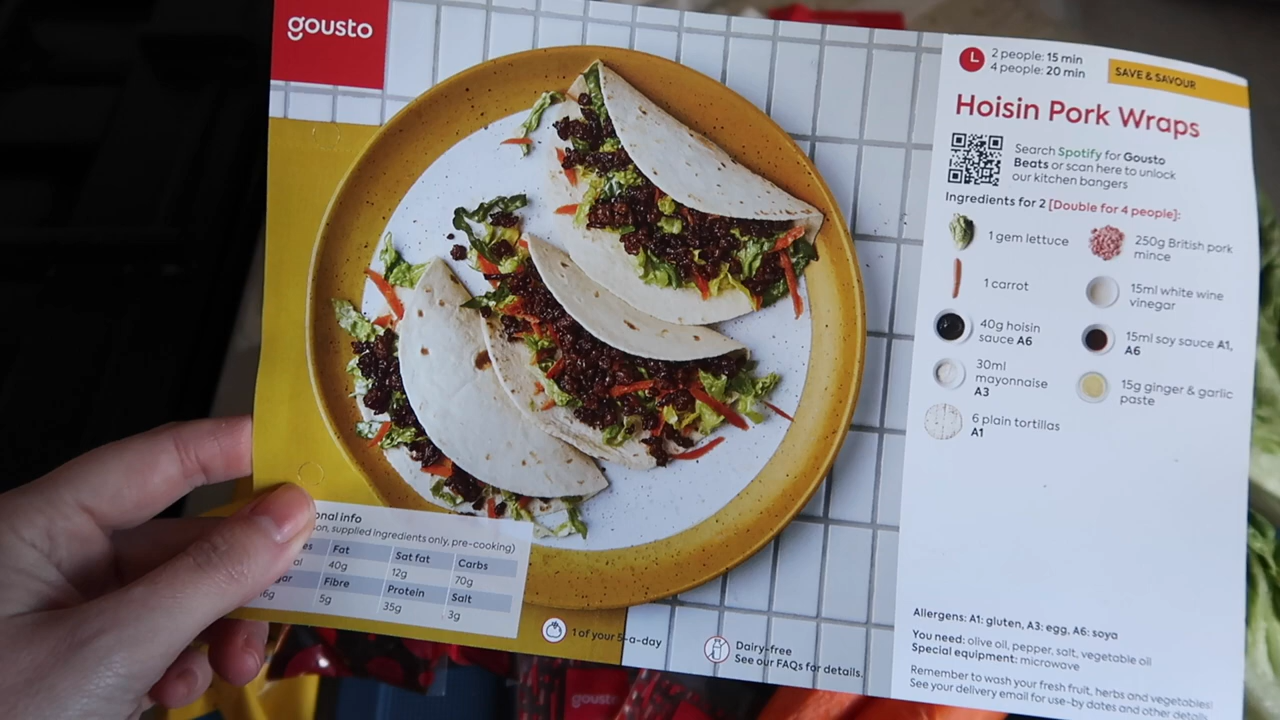 gousto
2 people: 15 min
4 people: 20 min
SAVE & SAVOUR
Hoisin Pork Wraps
Search Spotify for Gousto
Beats or scan here to unlock
our kitchen bangers
Ingredients for 2 [Double for 4 people]:
1 gem lettuce
250g British pork
mince
1 carrot
15ml white wine
vinegar
40g hoisin
sauce A6
15ml soy sauce A1,
A6
30ml
mayonnaise
A3
15g ginger & garlic
paste
6 plain tortillas
A1
Allergens: A1: gluten, A3: egg, A6: soya
You need: olive oil, pepper, salt, vegetable oil
Special equipment: microwave
Remember to wash your fresh fruit, herbs and vegetables!
See your delivery email for use-by dates and other details
onal info
son, supplied ingredients only, pre-cooking)
Fat Sat fat Carbs
40g 12g 70g
Fibre Protein Salt
5g 35g 3g
1 of your 5-a-day
Dairy-free
See our FAQs for details.
gousto